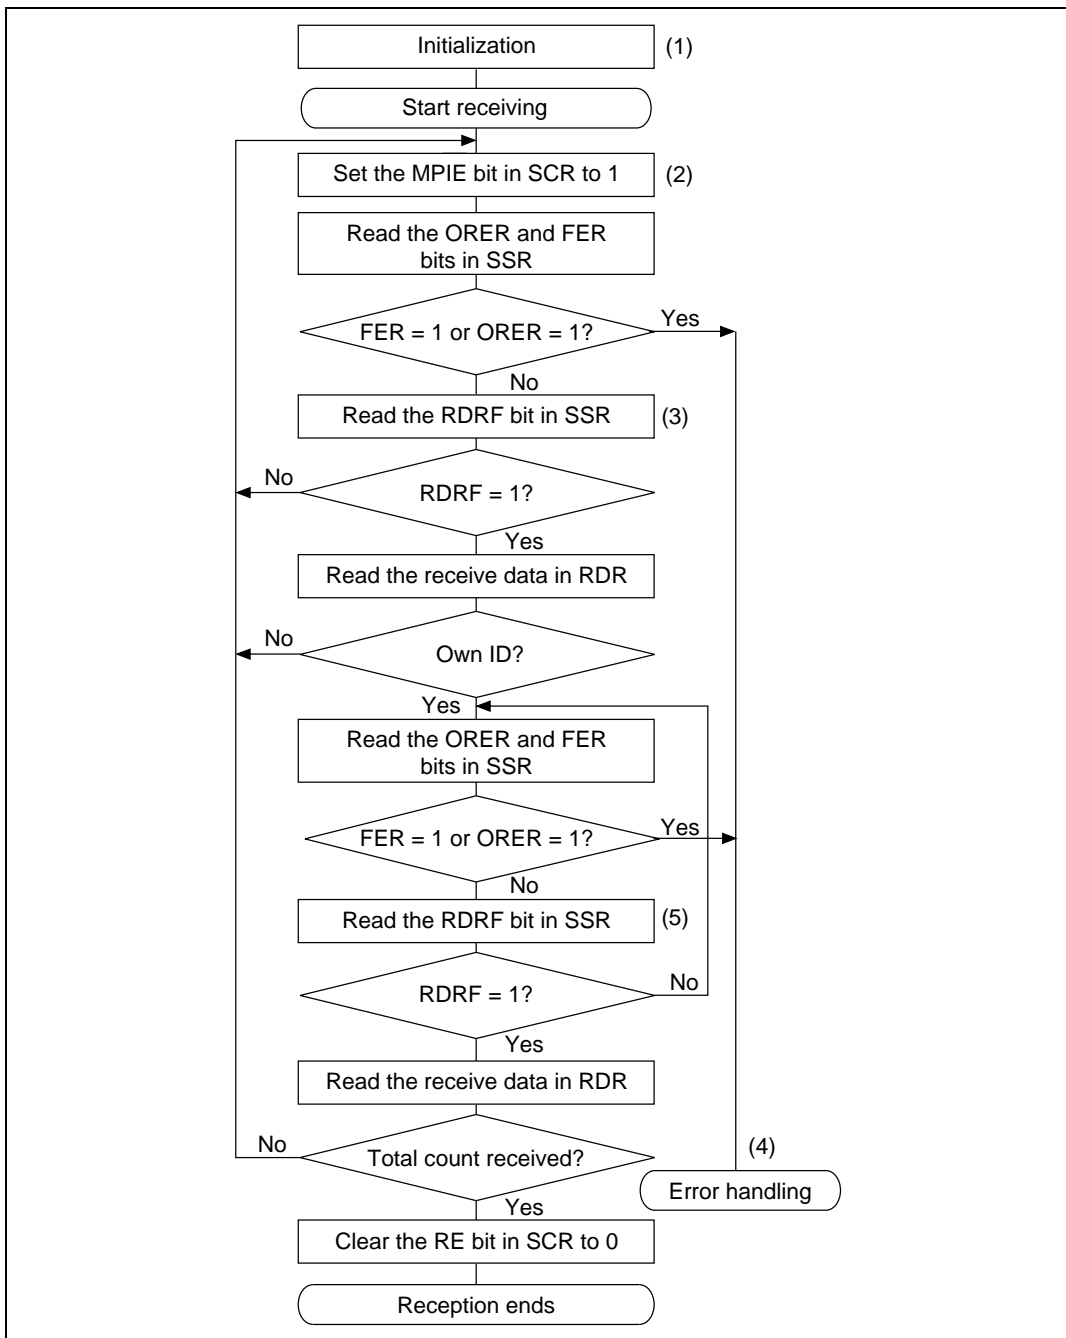 Initialization
(1)
Start receiving
Set the MPIE bit in SCR to 1
(2)
Read the ORER and FER
bits in SSR
FER = 1 or ORER = 1?
Yes
No
Read the RDRF bit in SSR
(3)
No
RDRF = 1?
Yes
Read the receive data in RDR
No
Own ID?
Yes
Read the ORER and FER
bits in SSR
FER = 1 or ORER = 1?
Yes
No
Read the RDRF bit in SSR
(5)
RDRF = 1?
No
Yes
Read the receive data in RDR
No
Total count received?
(4)
Error handling
Yes
Clear the RE bit in SCR to 0
Reception ends